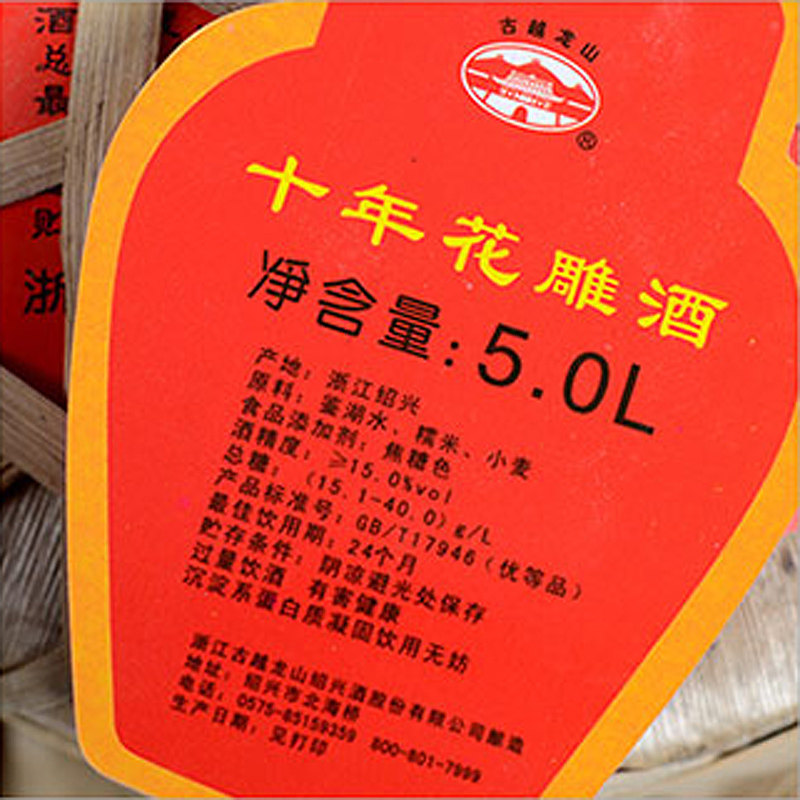 酒
总
最
贮
浙
古越龙山
®
十年花雕酒
净含量:5.0L
产地:浙江绍兴
原料:鉴湖水、糯米、小麦
食品添加剂:焦糖色
酒精度:≥15.0%vol
总糖:(15.1-40.0)g/L
产品标准号:GB/T17946(优等品)
最佳饮用期:24个月
贮存条件:阴凉避光处保存
过量饮酒 有害健康
沉淀系蛋白质凝固饮用无妨
浙江古越龙山绍兴酒股份有限公司酿造
地址:绍兴市北海桥
电话:0575-85159359 800-801-7999
生产日期:见打印